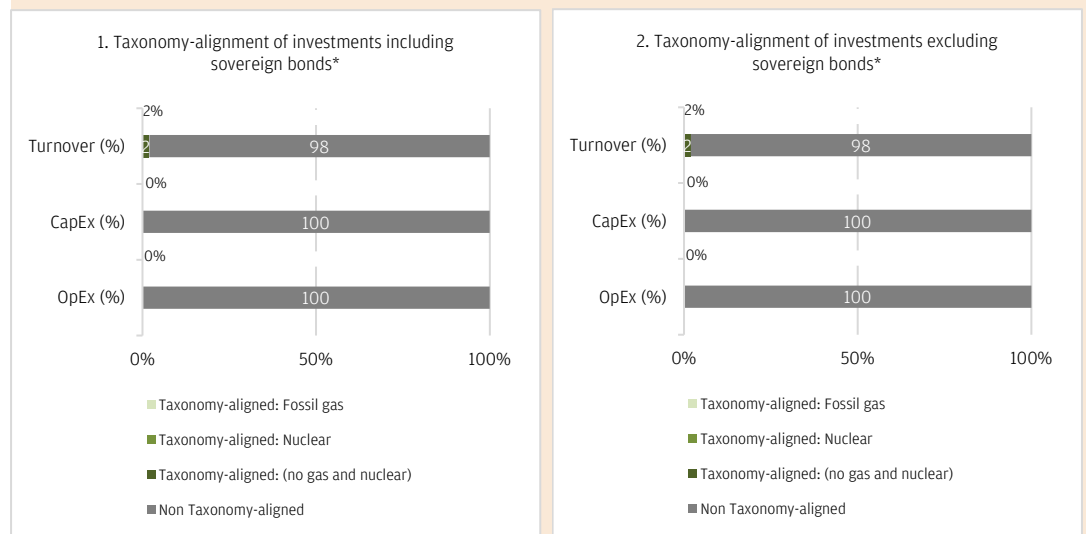 1. Taxonomy-alignment of investments including
sovereign bonds*
2%
Turnover (%)
2
98
0%
CapEx (%)
100
0%
OpEx (%)
100
0%
50%
100%
Taxonomy-aligned: Fossil gas
Taxonomy-aligned: Nuclear
Taxonomy-aligned: (no gas and nuclear)
Non Taxonomy-aligned
2. Taxonomy-alignment of investments excluding
sovereign bonds*
2%
Turnover (%)
2
98
0%
CapEx (%)
100
0%
OpEx (%)
100
0%
50%
100%
Taxonomy-aligned: Fossil gas
Taxonomy-aligned: Nuclear
Taxonomy-aligned: (no gas and nuclear)
Non Taxonomy-aligned